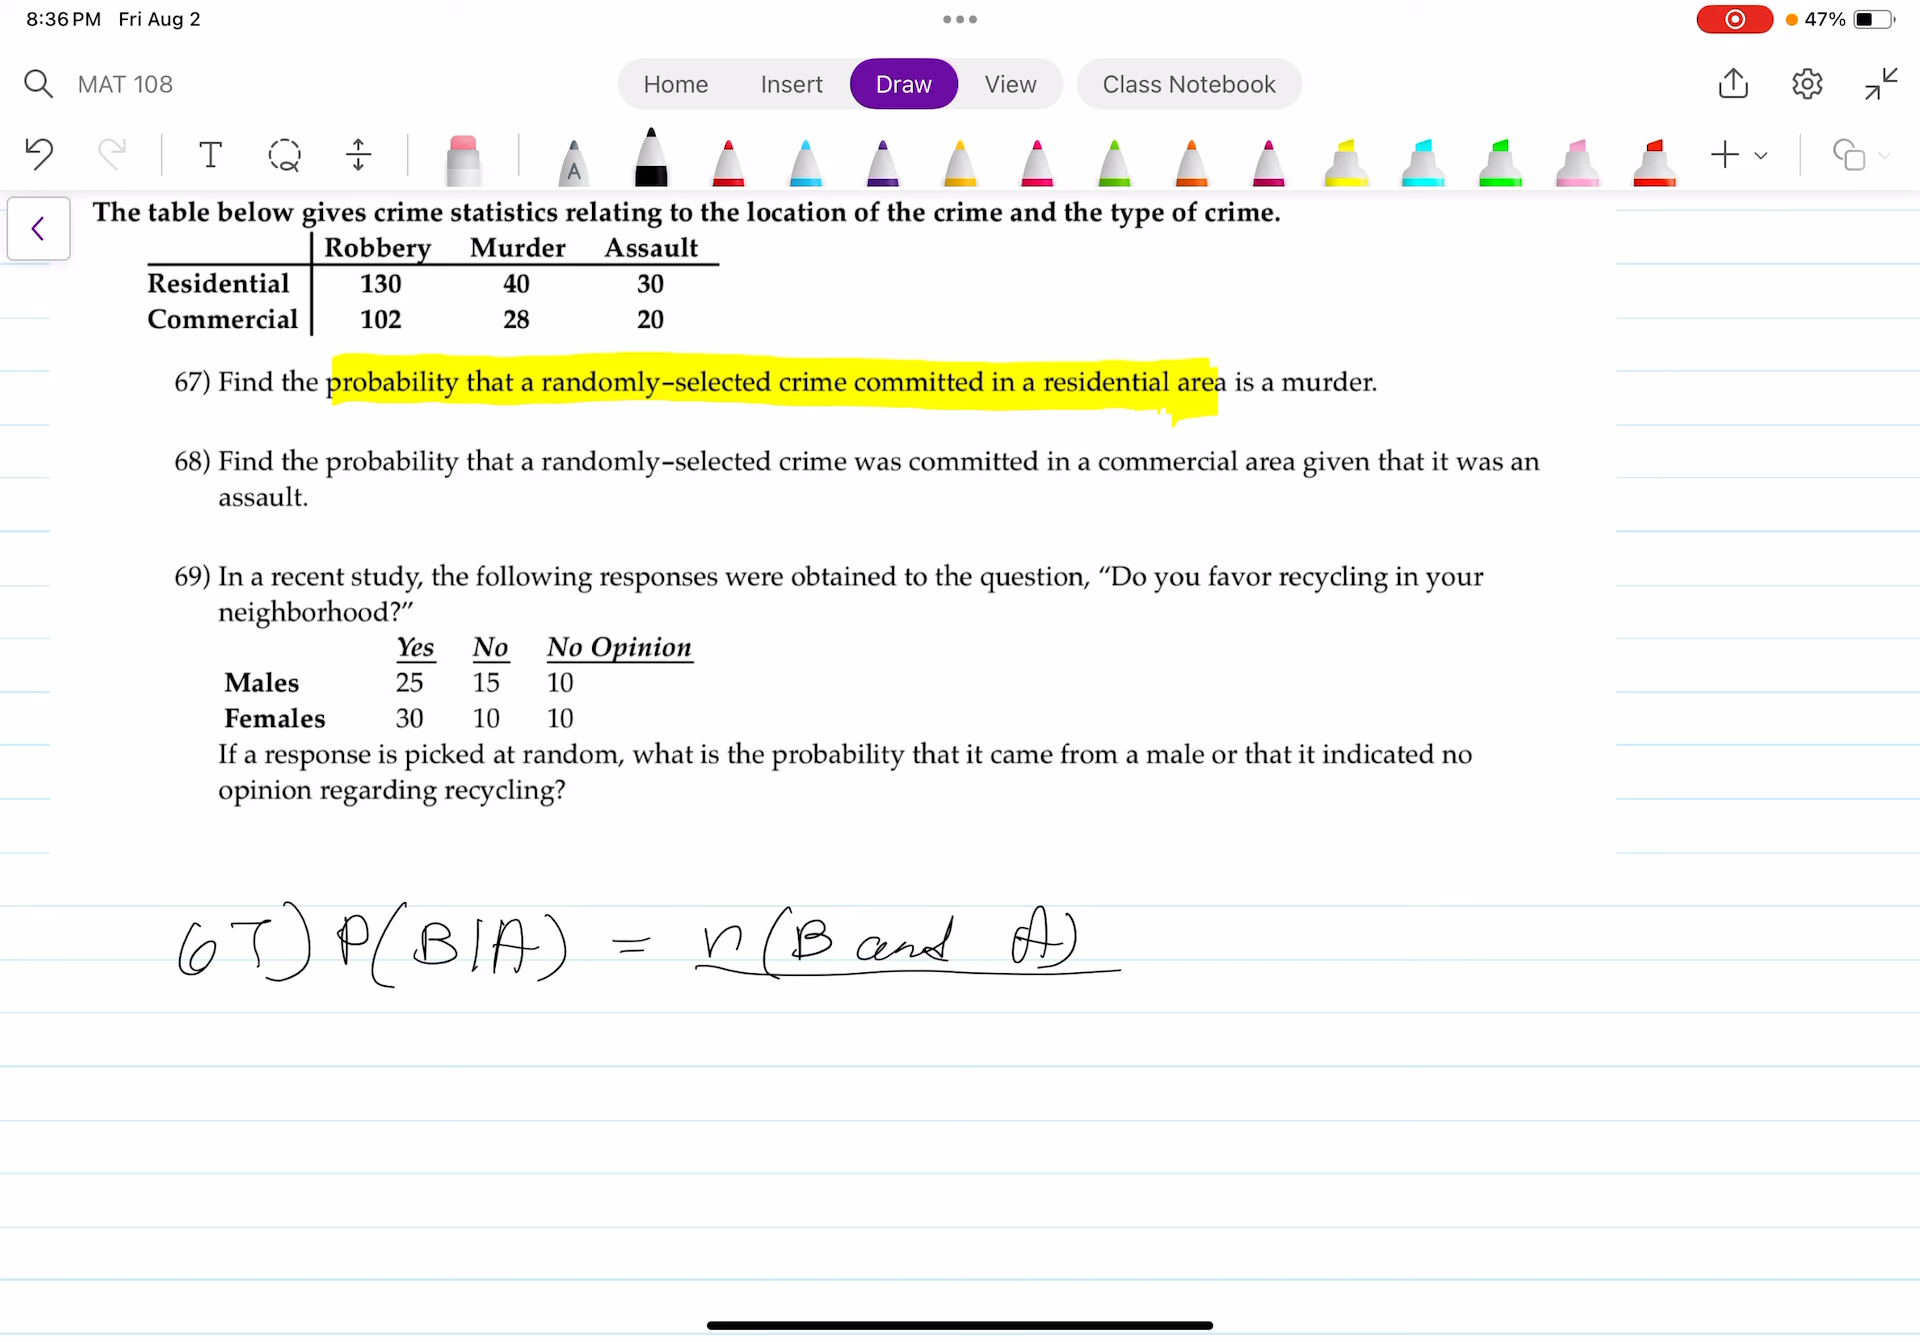 8:36 PM Fri Aug 2
47%
MAT 108
Home Insert Draw View Class Notebook
T
A
The table below gives crime statistics relating to the location of the crime and the type of crime.
Robbery Murder Assault
Residential 130 40 30
Commercial 102 28 20
67) Find the probability that a randomly-selected crime committed in a residential area is a murder.
68) Find the probability that a randomly-selected crime was committed in a commercial area given that it was an
assault.
69) In a recent study, the following responses were obtained to the question, “Do you favor recycling in your
neighborhood?”
Yes No No Opinion
Males 25 15 10
Females 30 10 10
If a response is picked at random, what is the probability that it came from a male or that it indicated no
opinion regarding recycling?
67) P(B|A) = n(B and A)